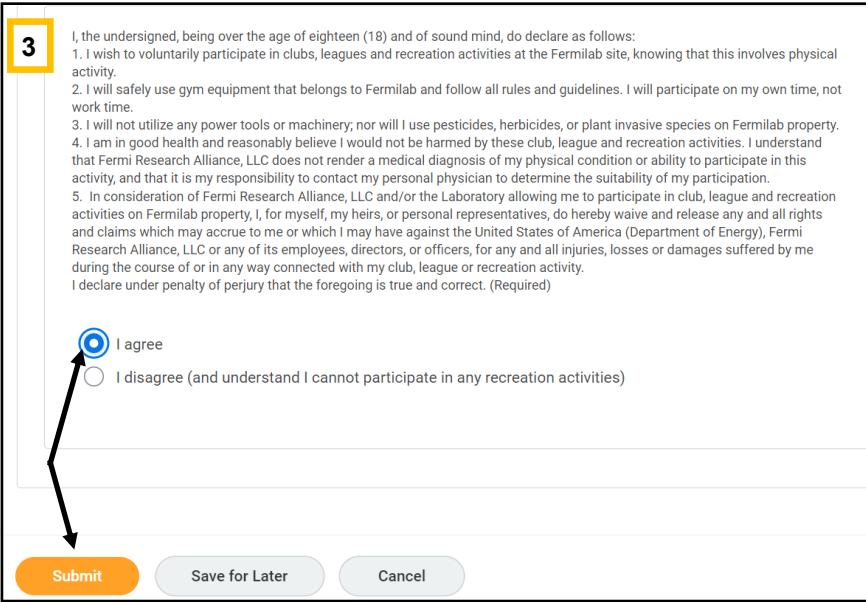 3
I, the undersigned, being over the age of eighteen (18) and of sound mind, do declare as follows:
1. I wish to voluntarily participate in clubs, leagues and recreation activities at the Fermilab site, knowing that this involves physical
activity.
2. I will safely use gym equipment that belongs to Fermilab and follow all rules and guidelines. I will participate on my own time, not
work time.
3. I will not utilize any power tools or machinery; nor will I use pesticides, herbicides, or plant invasive species on Fermilab property.
4. I am in good health and reasonably believe I would not be harmed by these club, league and recreation activities. I understand
that Fermi Research Alliance, LLC does not render a medical diagnosis of my physical condition or ability to participate in this
activity, and that it is my responsibility to contact my personal physician to determine the suitability of my participation.
5.  In consideration of Fermi Research Alliance, LLC and/or the Laboratory allowing me to participate in club, league and recreation
activities on Fermilab property, I, for myself, my heirs, or personal representatives, do hereby waive and release any and all rights
and claims which may accrue to me or which I may have against the United States of America (Department of Energy), Fermi
Research Alliance, LLC or any of its employees, directors, or officers, for any and all injuries, losses or damages suffered by me
during the course of or in any way connected with my club, league or recreation activity.
I declare under penalty of perjury that the foregoing is true and correct. (Required)
I agree
I disagree (and understand I cannot participate in any recreation activities)
Submit
Save for Later
Cancel